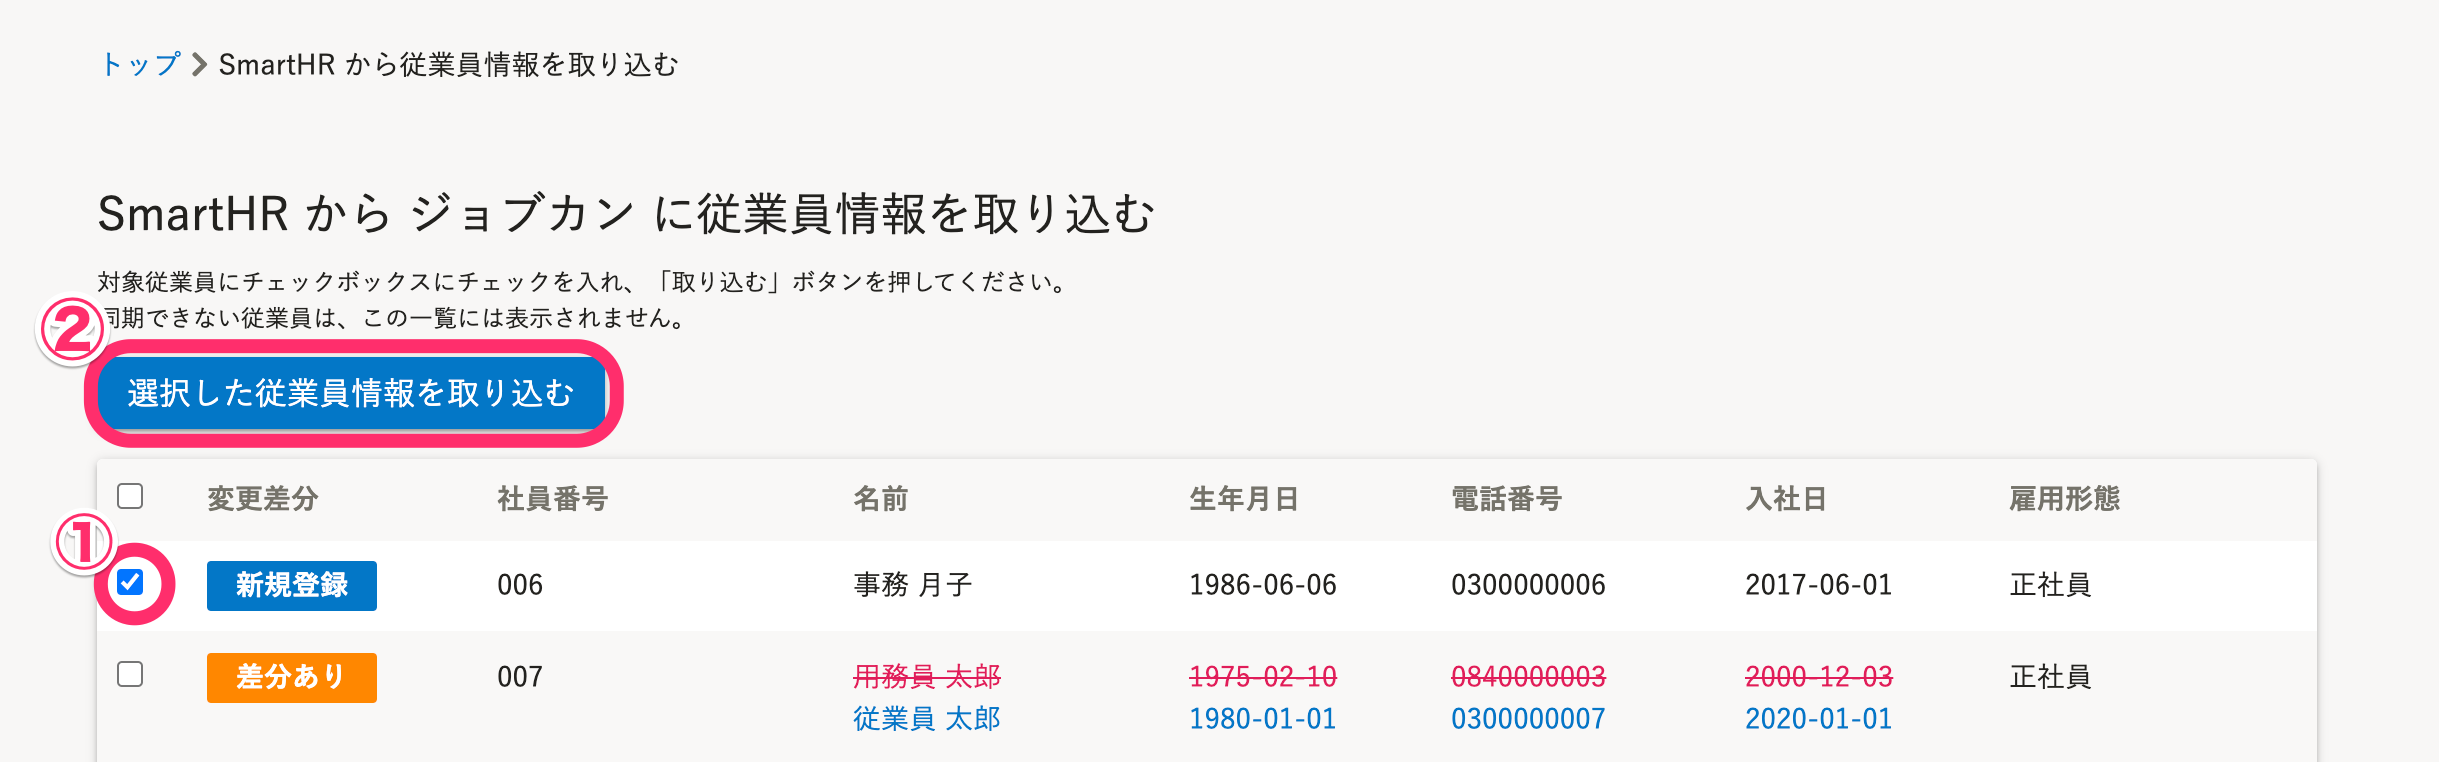 トップ > SmartHR から従業員情報を取り込む
SmartHR から ジョブカン に従業員情報を取り込む
対象従業員にチェックボックスにチェックを入れ、「取り込む」ボタンを押してください。
同期できない従業員は、この一覧には表示されません。
②
選択した従業員情報を取り込む
変更差分 社員番号 名前 生年月日 電話番号 入社日 雇用形態
①
新規登録 006 事務 月子 1986-06-06 0300000006 2017-06-01 正社員
差分あり 007 用務員 太郎 1975-02-10 0840000003 2000-12-03 正社員
従業員 太郎 1980-01-01 0300000007 2020-01-01